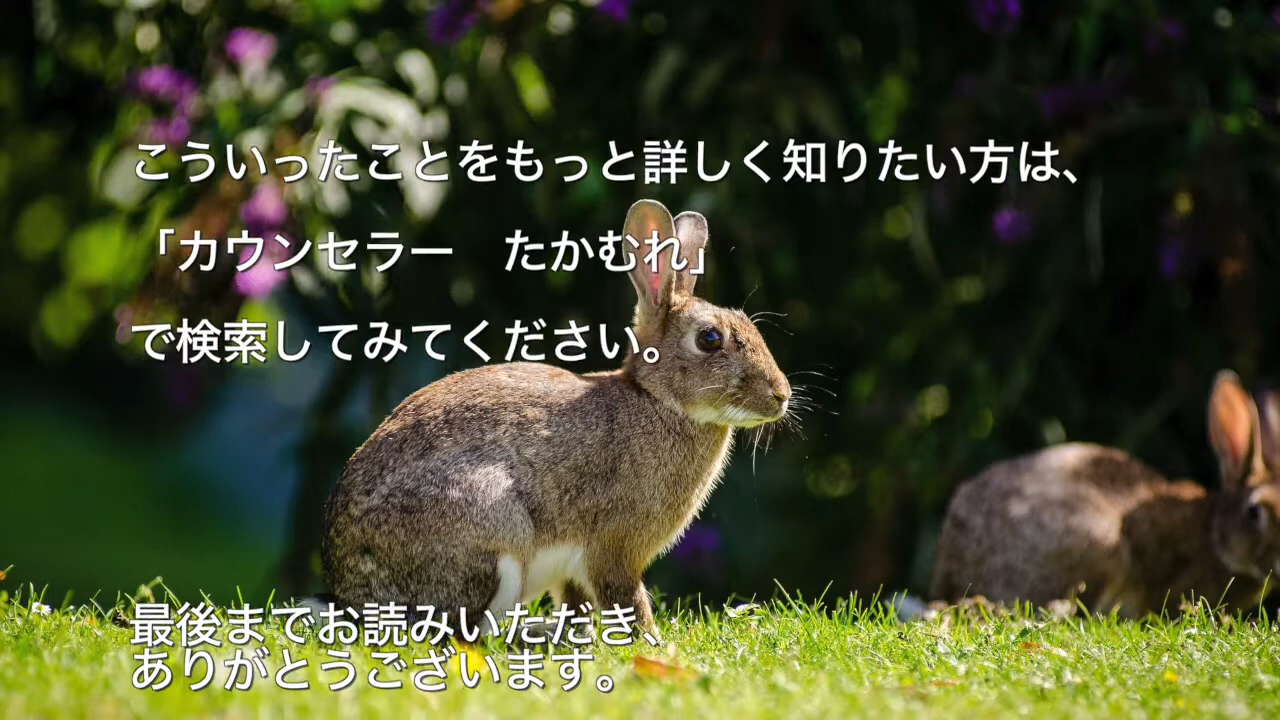 こういったことをもっと詳しく知りたい方は、
「カウンセラー　たかむれ」
で検索してみてください。
最後までお読みいただき、
ありがとうございます。